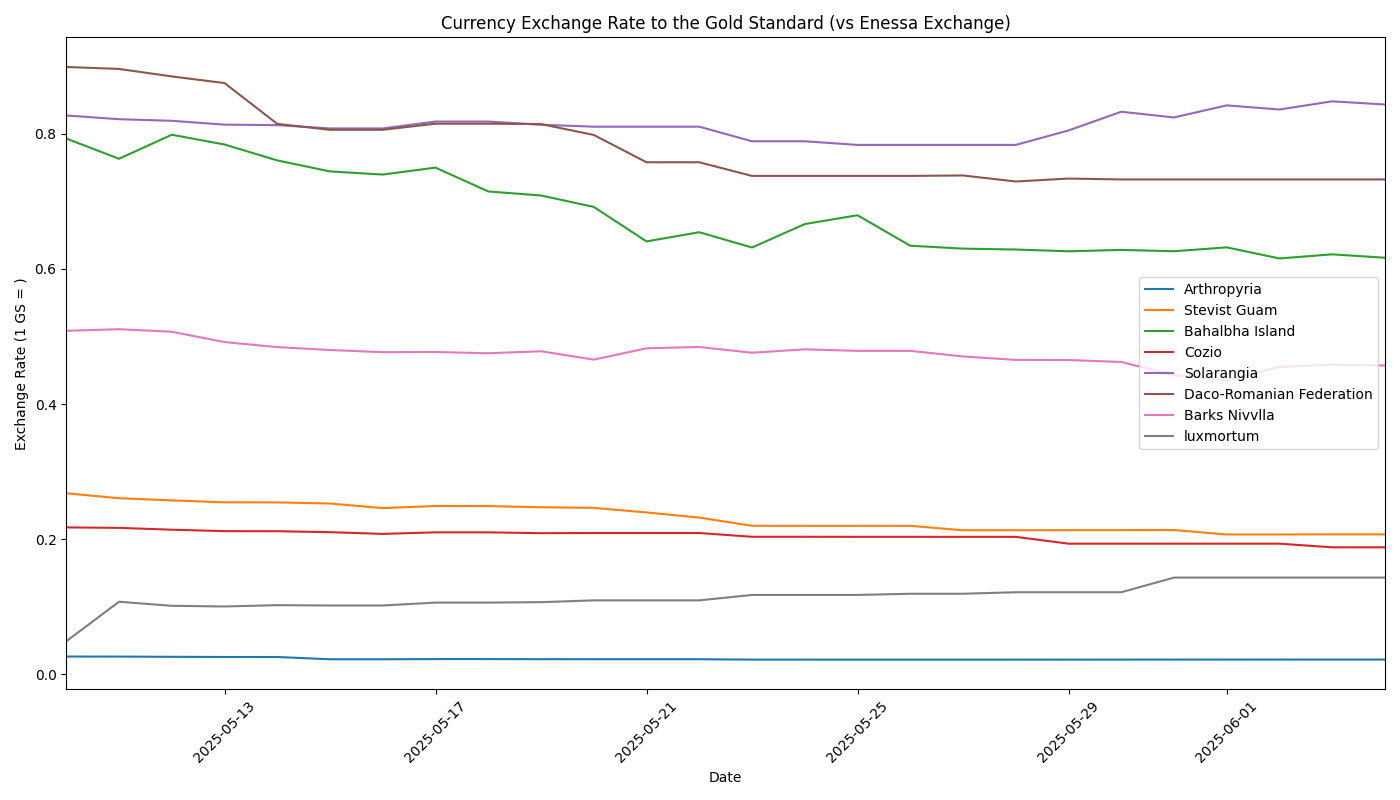 Currency Exchange Rate to the Gold Standard (vs Enessa Exchange)
Exchange Rate (1 GS = )
0.8
0.6
0.4
0.2
0.0
Arthropyria
Stevist Guam
Bahalbha Island
Cozio
Solarangia
Daco-Romanian Federation
Barks Nivvlla
luxmortum
2025-05-13
2025-05-17
2025-05-21
2025-05-25
2025-05-29
2025-06-01
Date